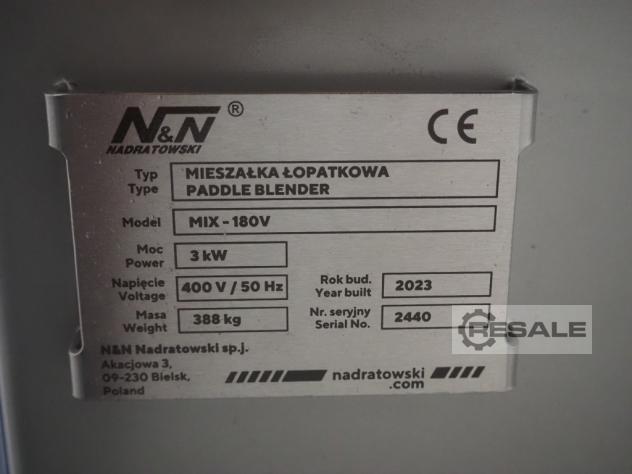 N&N ®
NADRATOWSKI
CE
Typ MIESZAŁKA ŁOPATKOWA
Type PADDLE BLENDER
Model MIX - 180V
Moc
Power 3 kW
Napięcie
Voltage 400 V / 50 Hz
Rok bud.
Year built 2023
Masa
Weight 388 kg
Nr. seryjny
Serial No. 2440
RESALE
N&N Nadratowski sp.j.
Akacjowa 3,
09-230 Bielsk,
Poland
nadratowski
.com